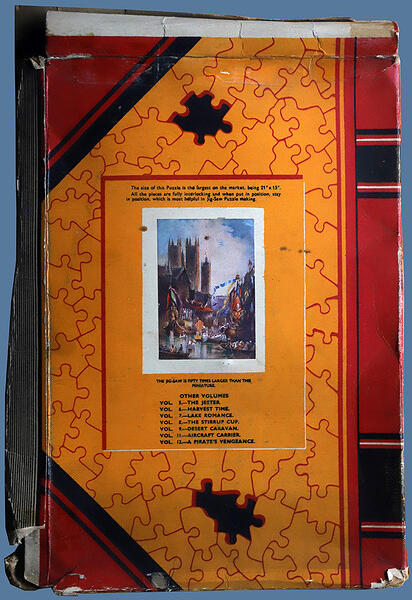 The size of this Puzzle is the largest on the market, being 21" x 15".
All the pieces are fully interlocking and when put in position, stay
in position, which is most helpful in Jig-Saw Puzzle making.
THE JIG-SAW IS FIFTY TIMES LARGER THAN THIS
MINIATURE.
OTHER VOLUMES
VOL. 5.—THE JESTER.
VOL. 6.—HARVEST TIME.
VOL. 7.—LAKE ROMANCE.
VOL. 8.—THE STIRRUP CUP.
VOL. 9.—DESERT CARAVAN.
VOL. 11.—AIRCRAFT CARRIER.
VOL. 12.—A PIRATE'S VENGEANCE.